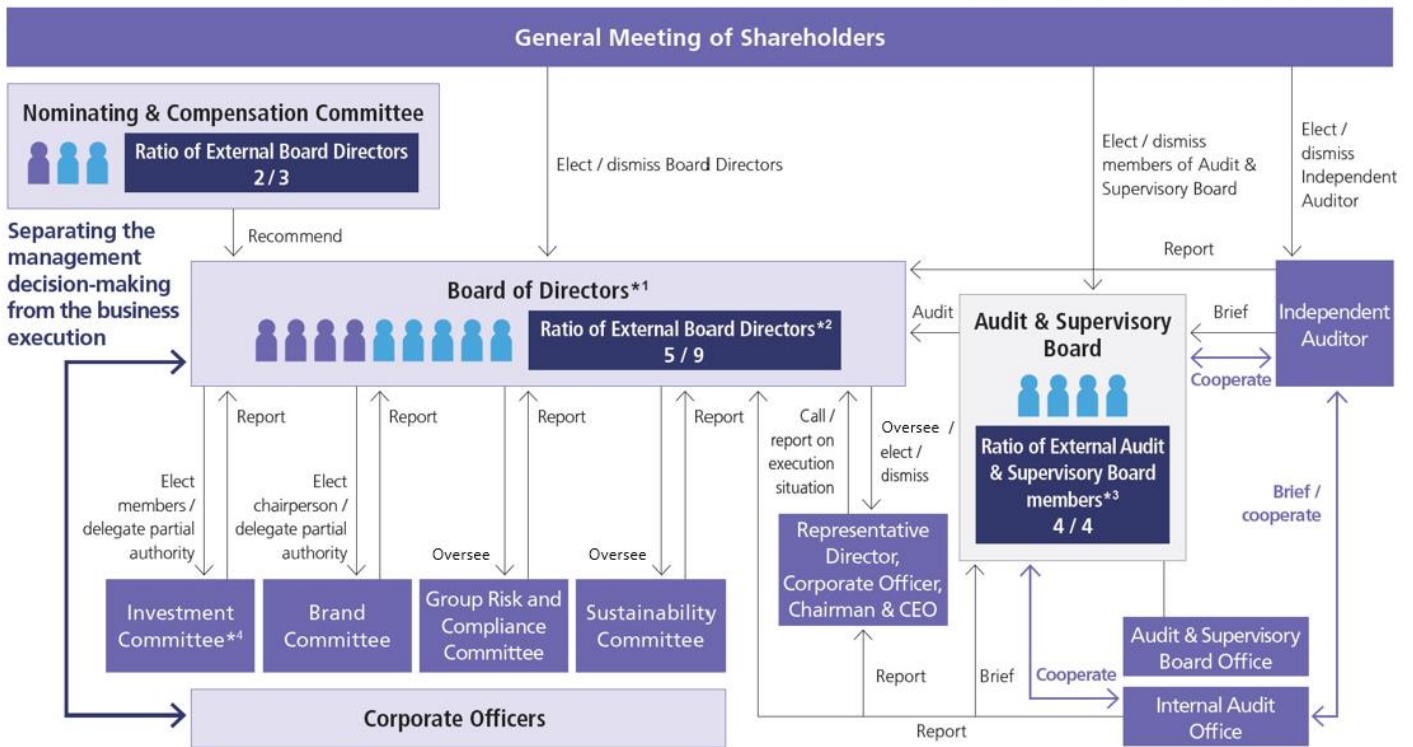 General Meeting of Shareholders
Nominating & Compensation Committee
Ratio of External Board Directors
2 / 3
Elect / dismiss Board Directors
Elect / dismiss
members of Audit &
Supervisory Board
Elect /
dismiss
Independent
Auditor
Separating the
management
decision-making
from the business
execution
Recommend
Report
Board of Directors*1
Ratio of External Board Directors*2
5 / 9
Audit
Audit & Supervisory
Board
Brief
Cooperate
Independent
Auditor
Ratio of External Audit
& Supervisory Board
members*3
4 / 4
Report
Report
Report
Report
Call /
report on
execution
situation
Oversee /
elect /
dismiss
Elect
members /
delegate partial
authority
Elect
chairperson /
delegate partial
authority
Oversee
Oversee
Brief /
cooperate
Investment
Committee*4
Brand
Committee
Group Risk and
Compliance
Committee
Sustainability
Committee
Representative
Director,
Corporate Officer,
Chairman & CEO
Audit & Supervisory
Board Office
Report
Brief
Cooperate
Internal Audit
Office
Report
Corporate Officers